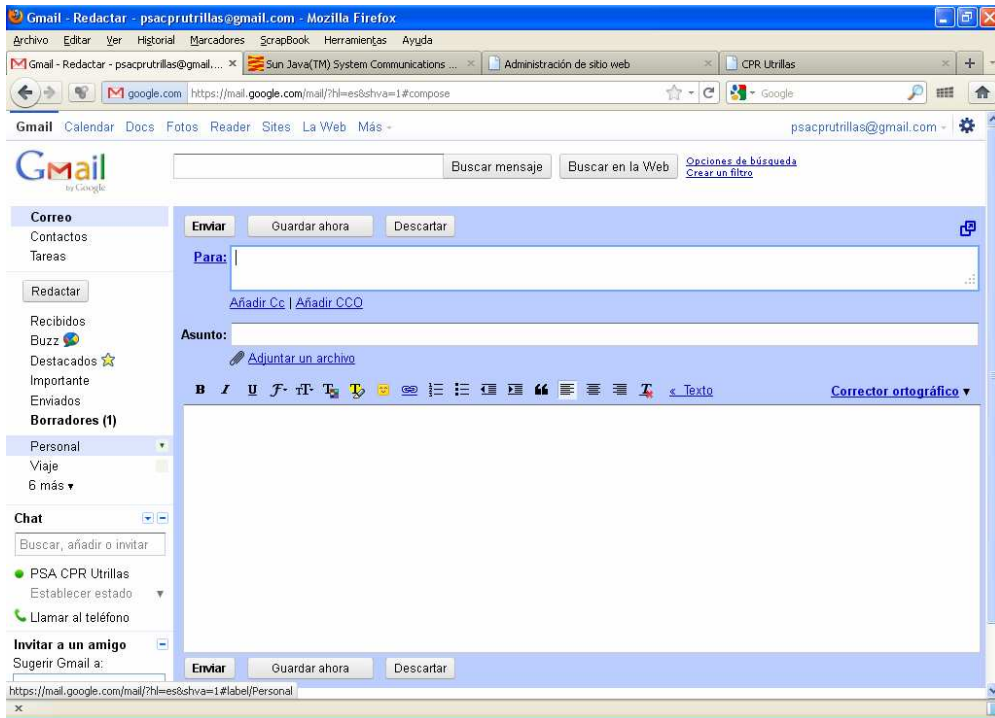 Gmail - Redactar - psacprutrillas@gmail.com - Mozilla Firefox
Archivo Editar Ver Historial Marcadores ScrapBook Herramientas Ayuda
Gmail - Redactar - psacprutrillas@gmail.... × Sun Java(TM) System Communications ... × Administración de sitio web × CPR Utrillas × +
google.com https://mail.google.com/mail/?hl=es&shva=1#compose Google
Gmail Calendar Docs Fotos Reader Sites La Web Más psacprutrillas@gmail.com
Gmail by Google
Buscar mensaje Buscar en la Web Opciones de búsqueda
Crear un filtro
Correo
Contactos
Tareas
Redactar
Recibidos
Buzz
Destacados
Importante
Enviados
Borradores (1)
Personal
Viaje
6 más
Chat
Buscar, añadir o invitar
PSA CPR Utrillas
Establecer estado
Llamar al teléfono
Invitar a un amigo
Sugerir Gmail a:
Enviar Guardar ahora Descartar
Para:
Añadir Cc | Añadir CCO
Asunto:
Adjuntar un archivo
B I U F T T T T « Texto Corrector ortográfico
Enviar Guardar ahora Descartar
https://mail.google.com/mail/?hl=es&shva=1#label/Personal
×